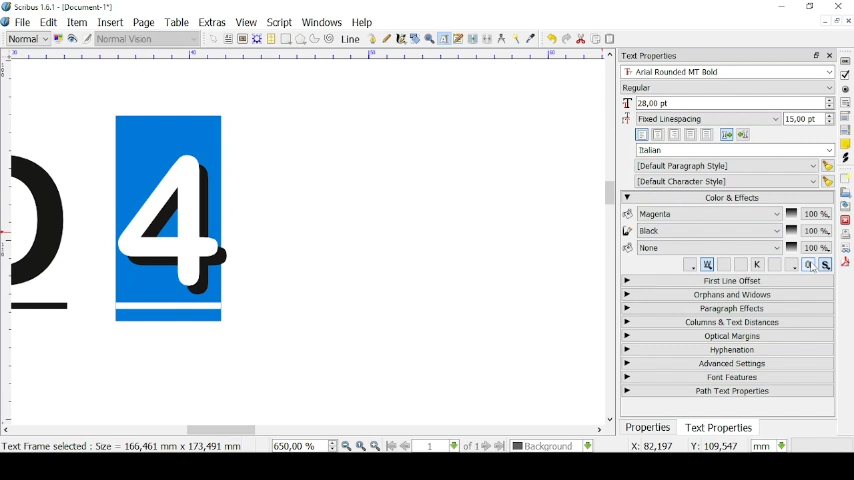 Scribus 1.6.1 - [Document-1*]
File Edit Item Insert Page Table Extras View Script Windows Help
Normal Normal Vision Line
Text Properties
Arial Rounded MT Bold
Regular
28,00 pt
Fixed Linespacing 15,00 pt
Italian
[Default Paragraph Style]
[Default Character Style]
Color & Effects
Magenta 100 %
Black 100 %
None 100 %
W K O S
First Line Offset
Orphans and Widows
Paragraph Effects
Columns & Text Distances
Optical Margins
Hyphenation
Advanced Settings
Font Features
Path Text Properties
Properties Text Properties
4
Text Frame selected : Size = 166,461 mm x 173,491 mm 650,00 % 1 of 1 Background X: 82,197 Y: 109,547 mm